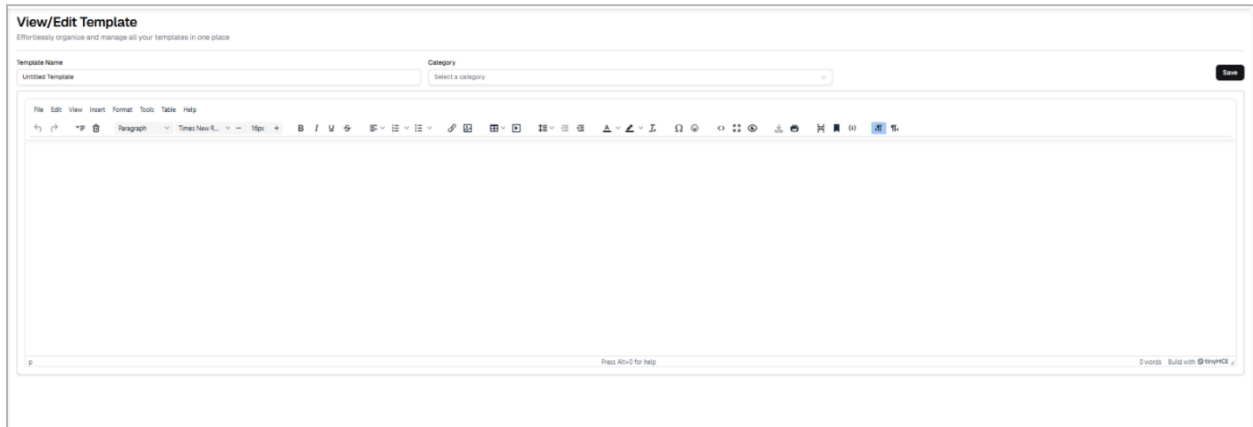 View/Edit Template
Effortlessly organize and manage all your templates in one place
Template Name
Category
Untitled Template
Select a category
Save
File Edit View Insert Format Tools Table Help
Paragraph Times New R... 16px
p
Press Alt+0 for help
0 words Build with tinyMCE